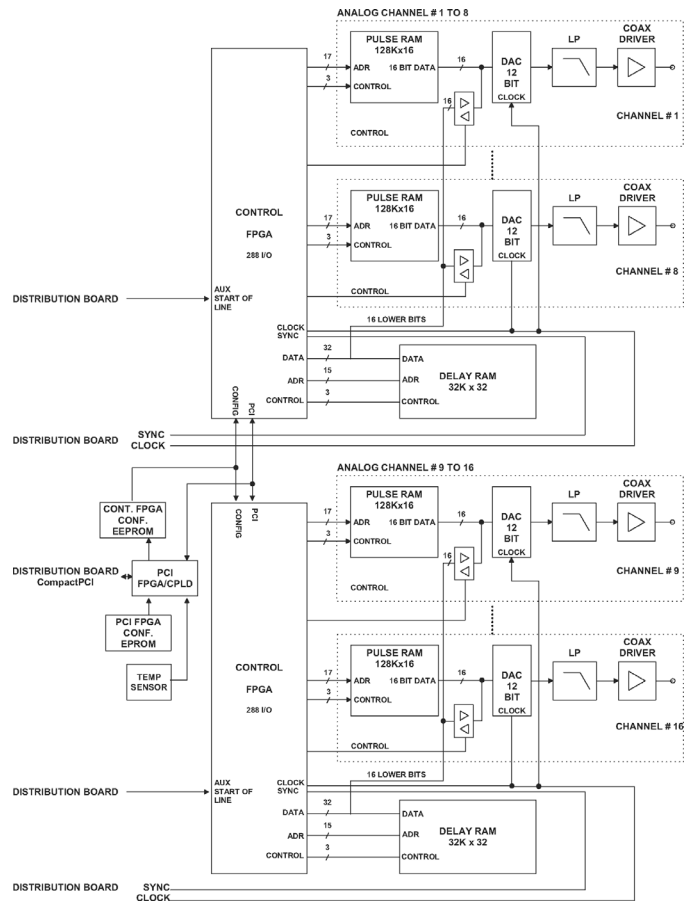 ANALOG CHANNEL # 1 TO 8
PULSE RAM
128Kx16
17
ADR
16 BIT DATA
16
3
CONTROL
16
DAC
12
BIT
CLOCK
LP
COAX
DRIVER
CONTROL
CHANNEL # 1
PULSE RAM
128Kx16
17
ADR
16 BIT DATA
16
3
CONTROL
DAC
12
BIT
CLOCK
LP
COAX
DRIVER
CONTROL
CHANNEL # 8
CONTROL
FPGA
288 I/O
DISTRIBUTION BOARD
AUX
START OF
LINE
16 LOWER BITS
CLOCK
SYNC
DATA
32
DATA
ADR
15
ADR
CONTROL
3
CONTROL
DELAY RAM
32K x 32
CONFIG
PCI
DISTRIBUTION BOARD
SYNC
CLOCK
ANALOG CHANNEL # 9 TO 16
CONT. FPGA
CONF.
EEPROM
DISTRIBUTION BOARD
CompactPCI
PCI
FPGA/CPLD
PCI FPGA
CONF.
EPROM
TEMP
SENSOR
CONFIG
PCI
PULSE RAM
128Kx16
17
ADR
16 BIT DATA
16
3
CONTROL
16
DAC
12
BIT
CLOCK
LP
COAX
DRIVER
CONTROL
CHANNEL # 9
PULSE RAM
128Kx16
17
ADR
16 BIT DATA
16
3
CONTROL
DAC
12
BIT
CLOCK
LP
COAX
DRIVER
CONTROL
CHANNEL # 16
CONTROL
FPGA
288 I/O
DISTRIBUTION BOARD
AUX
START OF
LINE
16 LOWER BITS
CLOCK
SYNC
DATA
32
DATA
ADR
15
ADR
CONTROL
3
CONTROL
DELAY RAM
32K x 32
DISTRIBUTION BOARD
SYNC
CLOCK